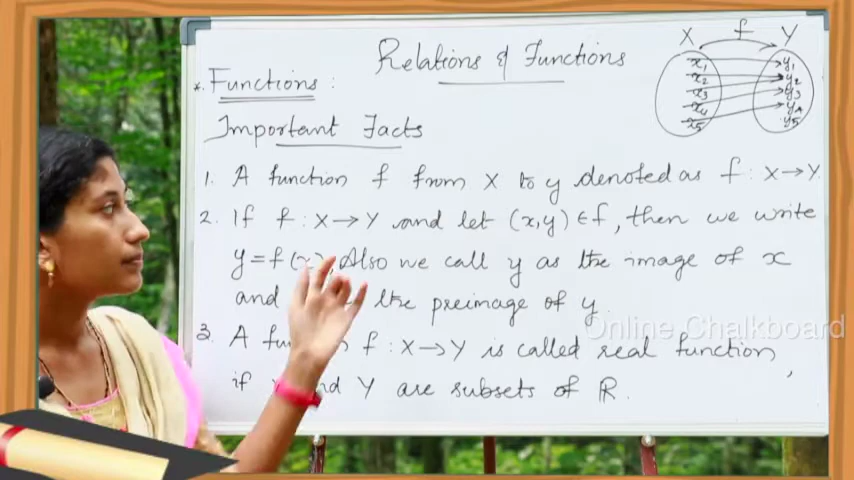 Relations & Functions
* Functions :
Important Facts
X f Y
x1 y1
x2 y2
x3 y3
x4 y4
x5 y5
1. A function f from X to y denoted as f : X→Y
2. If f : X→Y and let (x,y) ∈ f, then we write
y = f(x), Also we call y as the image of x
and the preimage of y
3. A f : X→Y is called real function,
if Y are subsets of R.
Online Chalkboard